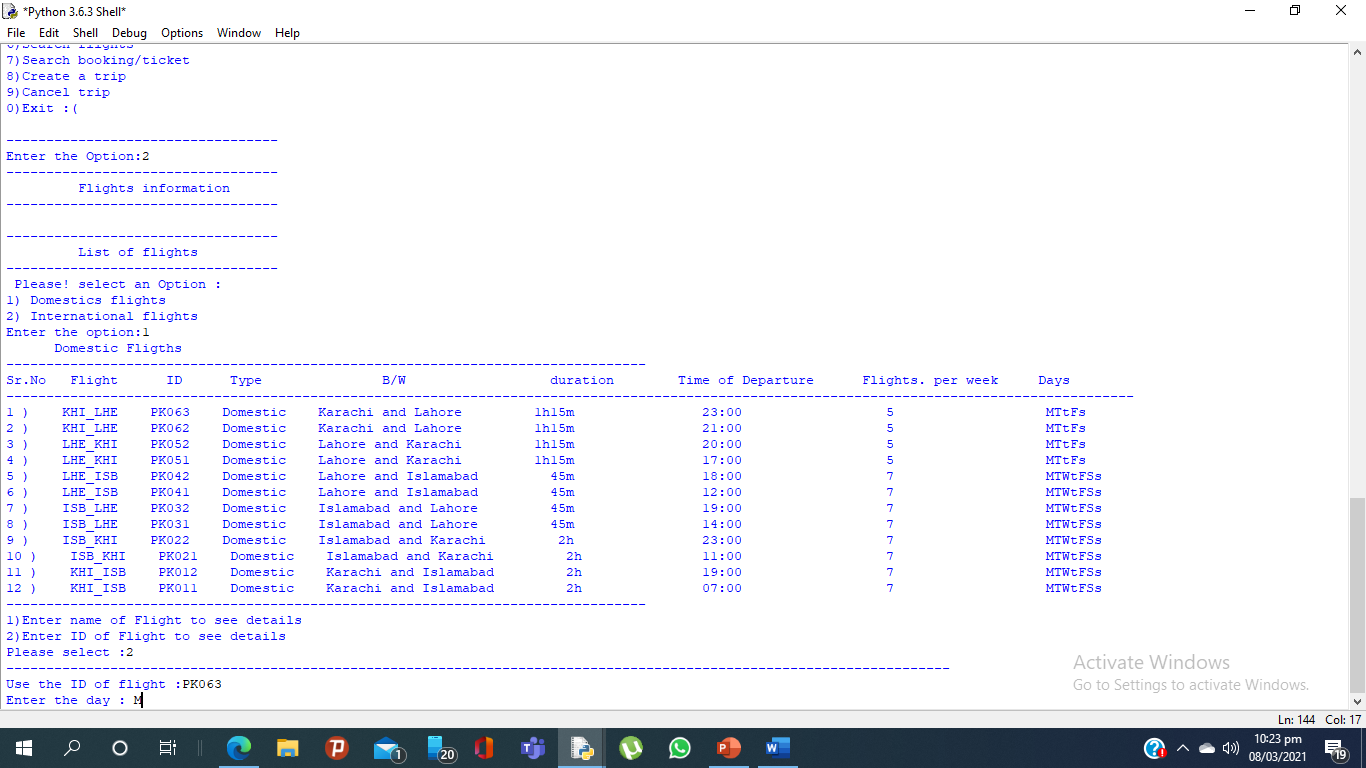 *Python 3.6.3 Shell*
File Edit Shell Debug Options Window Help
6)Search flights
7)Search booking/ticket
8)Create a trip
9)Cancel trip
0)Exit :(
----------------------------------
Enter the Option:2
----------------------------------
Flights information
----------------------------------
----------------------------------
List of flights
----------------------------------
Please! select an Option :
1) Domestics flights
2) International flights
Enter the option:1
Domestic Fligths
--------------------------------------------------------------------------------
Sr.No Flight ID Type B/W duration Time of Departure Flights. per week Days
---------------------------------------------------------------------------------------------------------------------------------------------
1 ) KHI_LHE PK063 Domestic Karachi and Lahore 1h15m 23:00 5 MTtFs
2 ) KHI_LHE PK062 Domestic Karachi and Lahore 1h15m 21:00 5 MTtFs
3 ) LHE_KHI PK052 Domestic Lahore and Karachi 1h15m 20:00 5 MTtFs
4 ) LHE_KHI PK051 Domestic Lahore and Karachi 1h15m 17:00 5 MTtFs
5 ) LHE_ISB PK042 Domestic Lahore and Islamabad 45m 18:00 7 MTWtFSs
6 ) LHE_ISB PK041 Domestic Lahore and Islamabad 45m 12:00 7 MTWtFSs
7 ) ISB_LHE PK032 Domestic Islamabad and Lahore 45m 19:00 7 MTWtFSs
8 ) ISB_LHE PK031 Domestic Islamabad and Lahore 45m 14:00 7 MTWtFSs
9 ) ISB_KHI PK022 Domestic Islamabad and Karachi 2h 23:00 7 MTWtFSs
10 ) ISB_KHI PK021 Domestic Islamabad and Karachi 2h 11:00 7 MTWtFSs
11 ) KHI_ISB PK012 Domestic Karachi and Islamabad 2h 19:00 7 MTWtFSs
12 ) KHI_ISB PK011 Domestic Karachi and Islamabad 2h 07:00 7 MTWtFSs
--------------------------------------------------------------------------------
1)Enter name of Flight to see details
2)Enter ID of Flight to see details
Please select :2
----------------------------------------------------------------------------------------------------------------------
Use the ID of flight :PK063
Enter the day : M
Activate Windows
Go to Settings to activate Windows.
Ln: 144 Col: 17
1
20
10:23 pm
08/03/2021
19